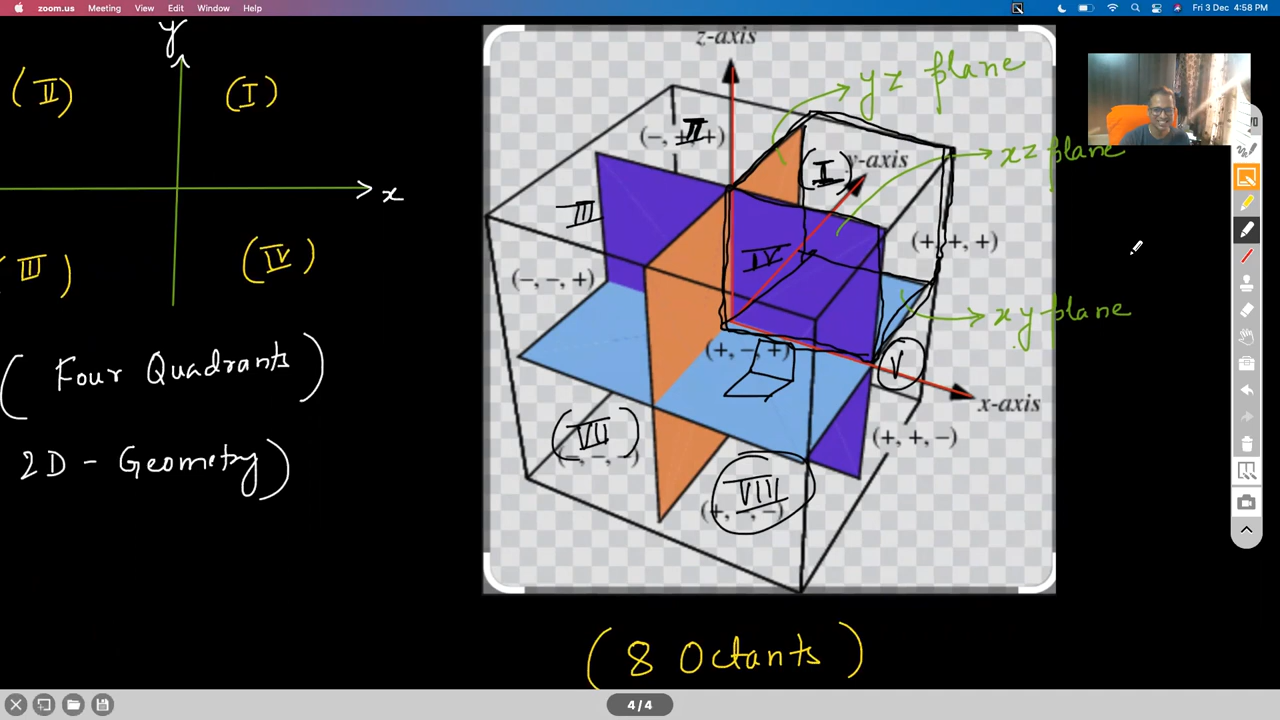 zoom.us Meeting View Edit Window Help
Fri 3 Dec 4:58 PM
y
(II) (I)
x
(III) (IV)
(Four Quadrants)
2D - Geometry)
z-axis
yz plane
(−, +, +)
II
(I)
y-axis
xz plane
III
IV
(+, +, +)
(−, −, +)
xy plane
(+, −, +)
V
x-axis
(VII)
(−, −, −)
(+, +, −)
VIII
(+, −, −)
(8 Octants)
4/4